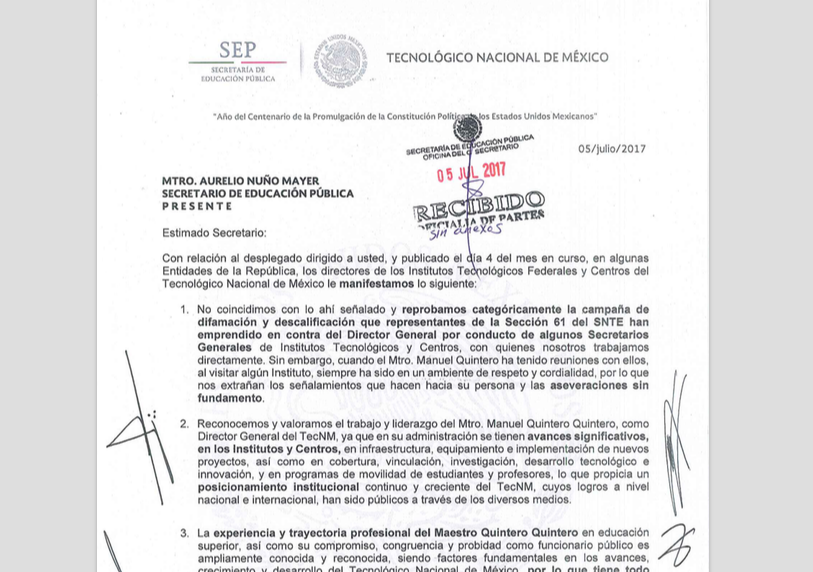 SEP
SECRETARÍA DE
EDUCACIÓN PÚBLICA
TECNOLÓGICO NACIONAL DE MÉXICO
"Año del Centenario de la Promulgación de la Constitución Política los Estados Unidos Mexicanos"
SECRETARÍA DE EDUCACIÓN PÚBLICA
OFICINA DEL C SECRETARIO
05 JUL 2017
RECIBIDO
OFICIALÍA DE PARTES
sin anexos
05/julio/2017
MTRO. AURELIO NUÑO MAYER
SECRETARIO DE EDUCACIÓN PÚBLICA
P R E S E N T E
Estimado Secretario:
Con relación al desplegado dirigido a usted, y publicado el día 4 del mes en curso, en algunas
Entidades de la República, los directores de los Institutos Tecnológicos Federales y Centros del
Tecnológico Nacional de México le manifestamos lo siguiente:
1. No coincidimos con lo ahí señalado y reprobamos categóricamente la campaña de
difamación y descalificación que representantes de la Sección 61 del SNTE han
emprendido en contra del Director General por conducto de algunos Secretarios
Generales de Institutos Tecnológicos y Centros, con quienes nosotros trabajamos
directamente. Sin embargo, cuando el Mtro. Manuel Quintero ha tenido reuniones con ellos,
al visitar algún Instituto, siempre ha sido en un ambiente de respeto y cordialidad, por lo que
nos extrañan los señalamientos que hacen hacia su persona y las aseveraciones sin
fundamento.
2. Reconocemos y valoramos el trabajo y liderazgo del Mtro. Manuel Quintero Quintero, como
Director General del TecNM, ya que en su administración se tienen avances significativos,
en los Institutos y Centros, en infraestructura, equipamiento e implementación de nuevos
proyectos, así como en cobertura, vinculación, investigación, desarrollo tecnológico e
innovación, y en programas de movilidad de estudiantes y profesores, lo que propicia un
posicionamiento institucional continuo y creciente del TecNM, cuyos logros a nivel
nacional e internacional, han sido públicos a través de los diversos medios.
3. La experiencia y trayectoria profesional del Maestro Quintero Quintero en educación
superior, así como su compromiso, congruencia y probidad como funcionario público es
ampliamente conocida y reconocida, siendo factores fundamentales en los avances,
crecimiento y desarrollo del Tecnológico Nacional de México, por lo que tiene todo